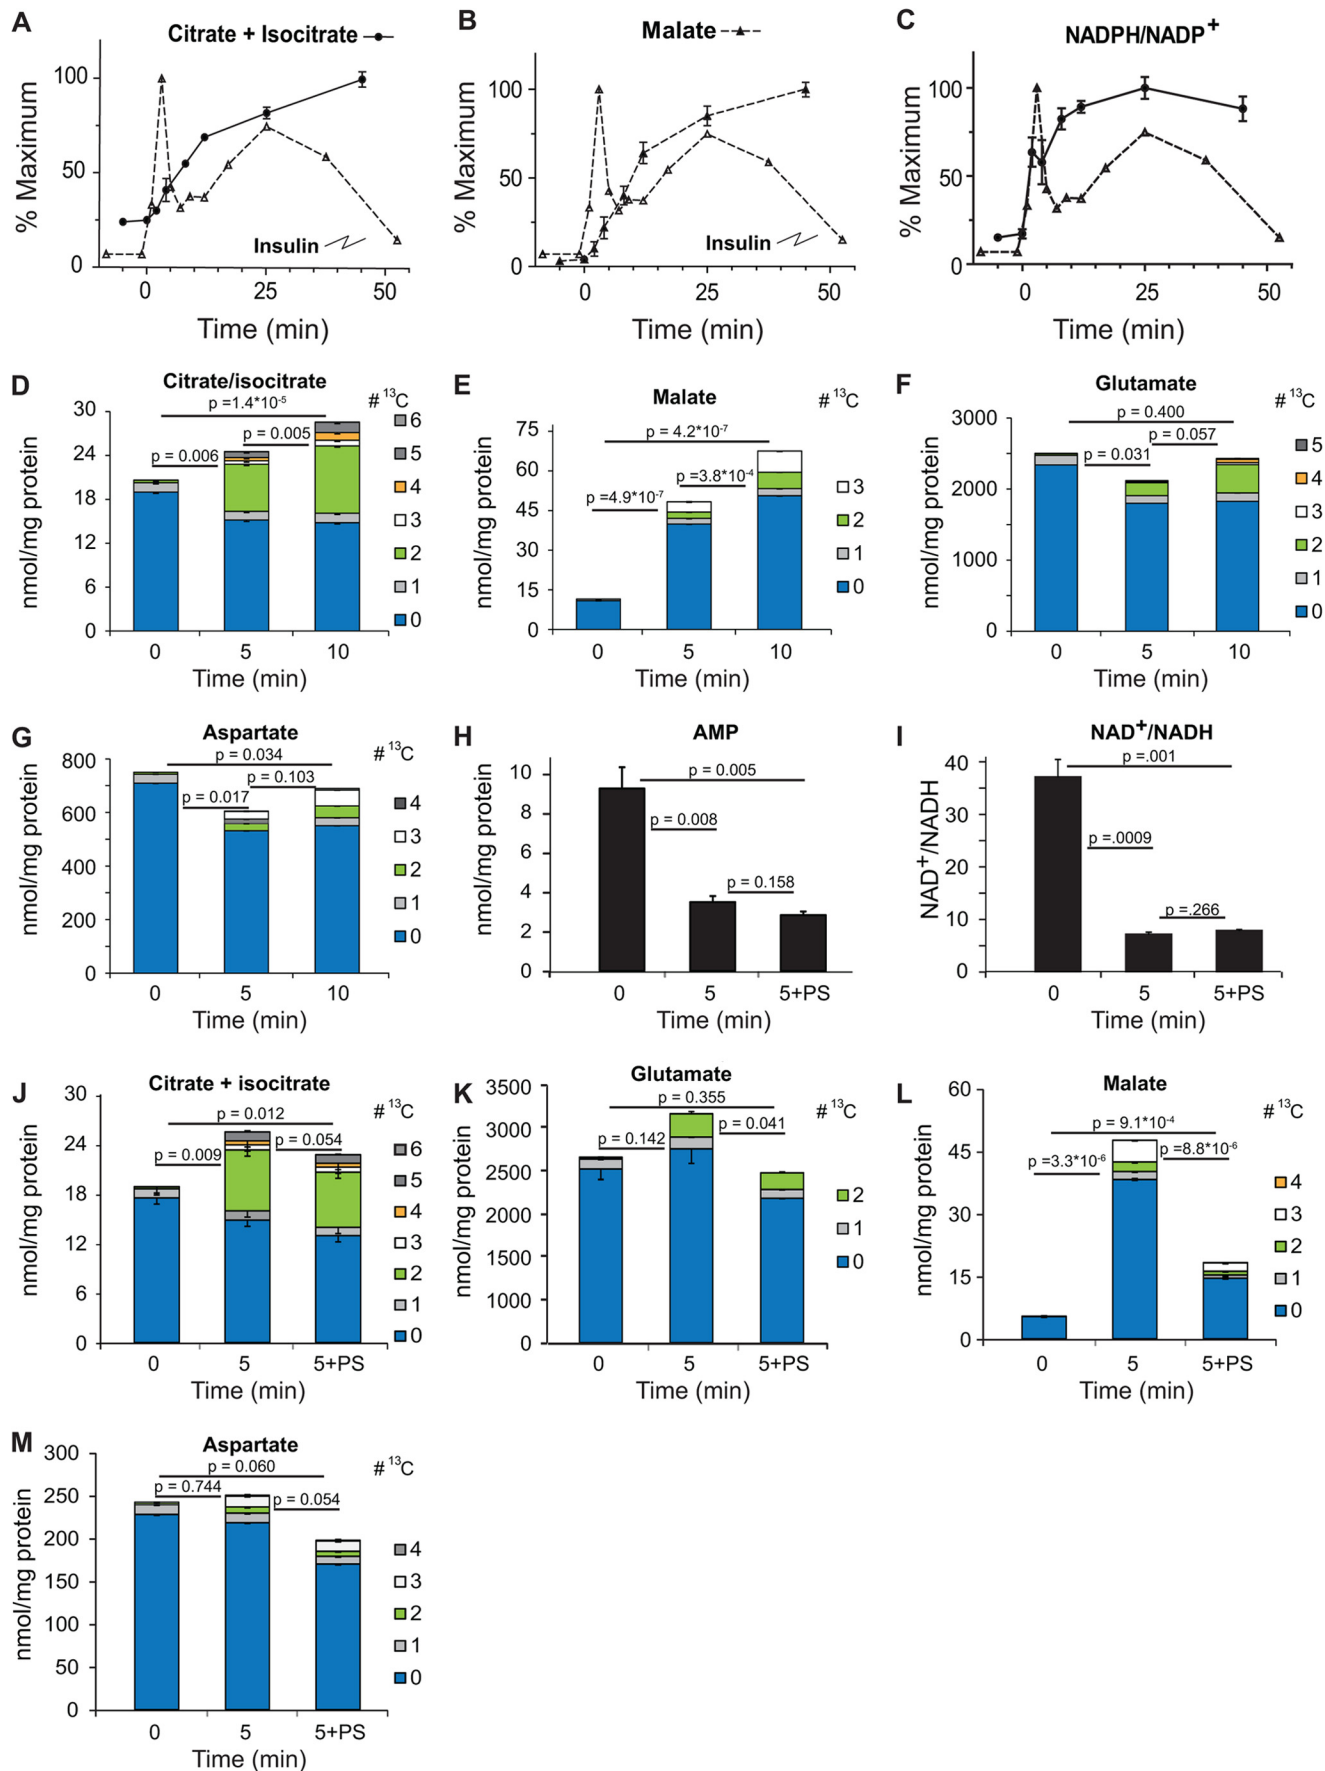 A
Citrate + Isocitrate
% Maximum
100
50
0
Insulin
0
25
50
Time (min)
B
Malate
% Maximum
100
50
0
Insulin
0
25
50
Time (min)
C
NADPH/NADP+
% Maximum
100
50
0
0
25
50
Time (min)
D
Citrate/isocitrate
# 13C
p =1.4*10-5
p = 0.005
p = 0.006
nmol/mg protein
30
24
18
12
6
0
6
5
4
3
2
1
0
0
5
10
Time (min)
E
Malate
# 13C
p = 4.2*10-7
p =3.8*10-4
p =4.9*10-7
nmol/mg protein
75
60
45
30
15
0
3
2
1
0
0
5
10
Time (min)
F
Glutamate
# 13C
p = 0.400
p = 0.057
p = 0.031
nmol/mg protein
3000
2000
1000
0
5
4
3
2
1
0
0
5
10
Time (min)
G
Aspartate
# 13C
p = 0.034
p = 0.103
p = 0.017
nmol/mg protein
800
600
400
200
0
4
3
2
1
0
0
5
10
Time (min)
H
AMP
p = 0.005
p = 0.008
p = 0.158
nmol/mg protein
10
8
6
4
2
0
0
5
5+PS
Time (min)
I
NAD+/NADH
p =.001
p =.0009
p =.266
NAD+/NADH
40
30
20
10
0
0
5
5+PS
Time (min)
J
Citrate + isocitrate
# 13C
p = 0.012
p = 0.009
p = 0.054
nmol/mg protein
30
24
18
12
6
0
6
5
4
3
2
1
0
0
5
5+PS
Time (min)
K
Glutamate
# 13C
p = 0.355
p = 0.142
p = 0.041
nmol/mg protein
3500
3000
2500
2000
1500
1000
0
2
1
0
0
5
5+PS
Time (min)
L
Malate
# 13C
p = 9.1*10-4
p =3.3*10-6
p =8.8*10-6
nmol/mg protein
60
45
30
15
0
4
3
2
1
0
0
5
5+PS
Time (min)
M
Aspartate
# 13C
p = 0.060
p = 0.744
p = 0.054
nmol/mg protein
300
250
200
150
100
50
0
4
3
2
1
0
0
5
5+PS
Time (min)